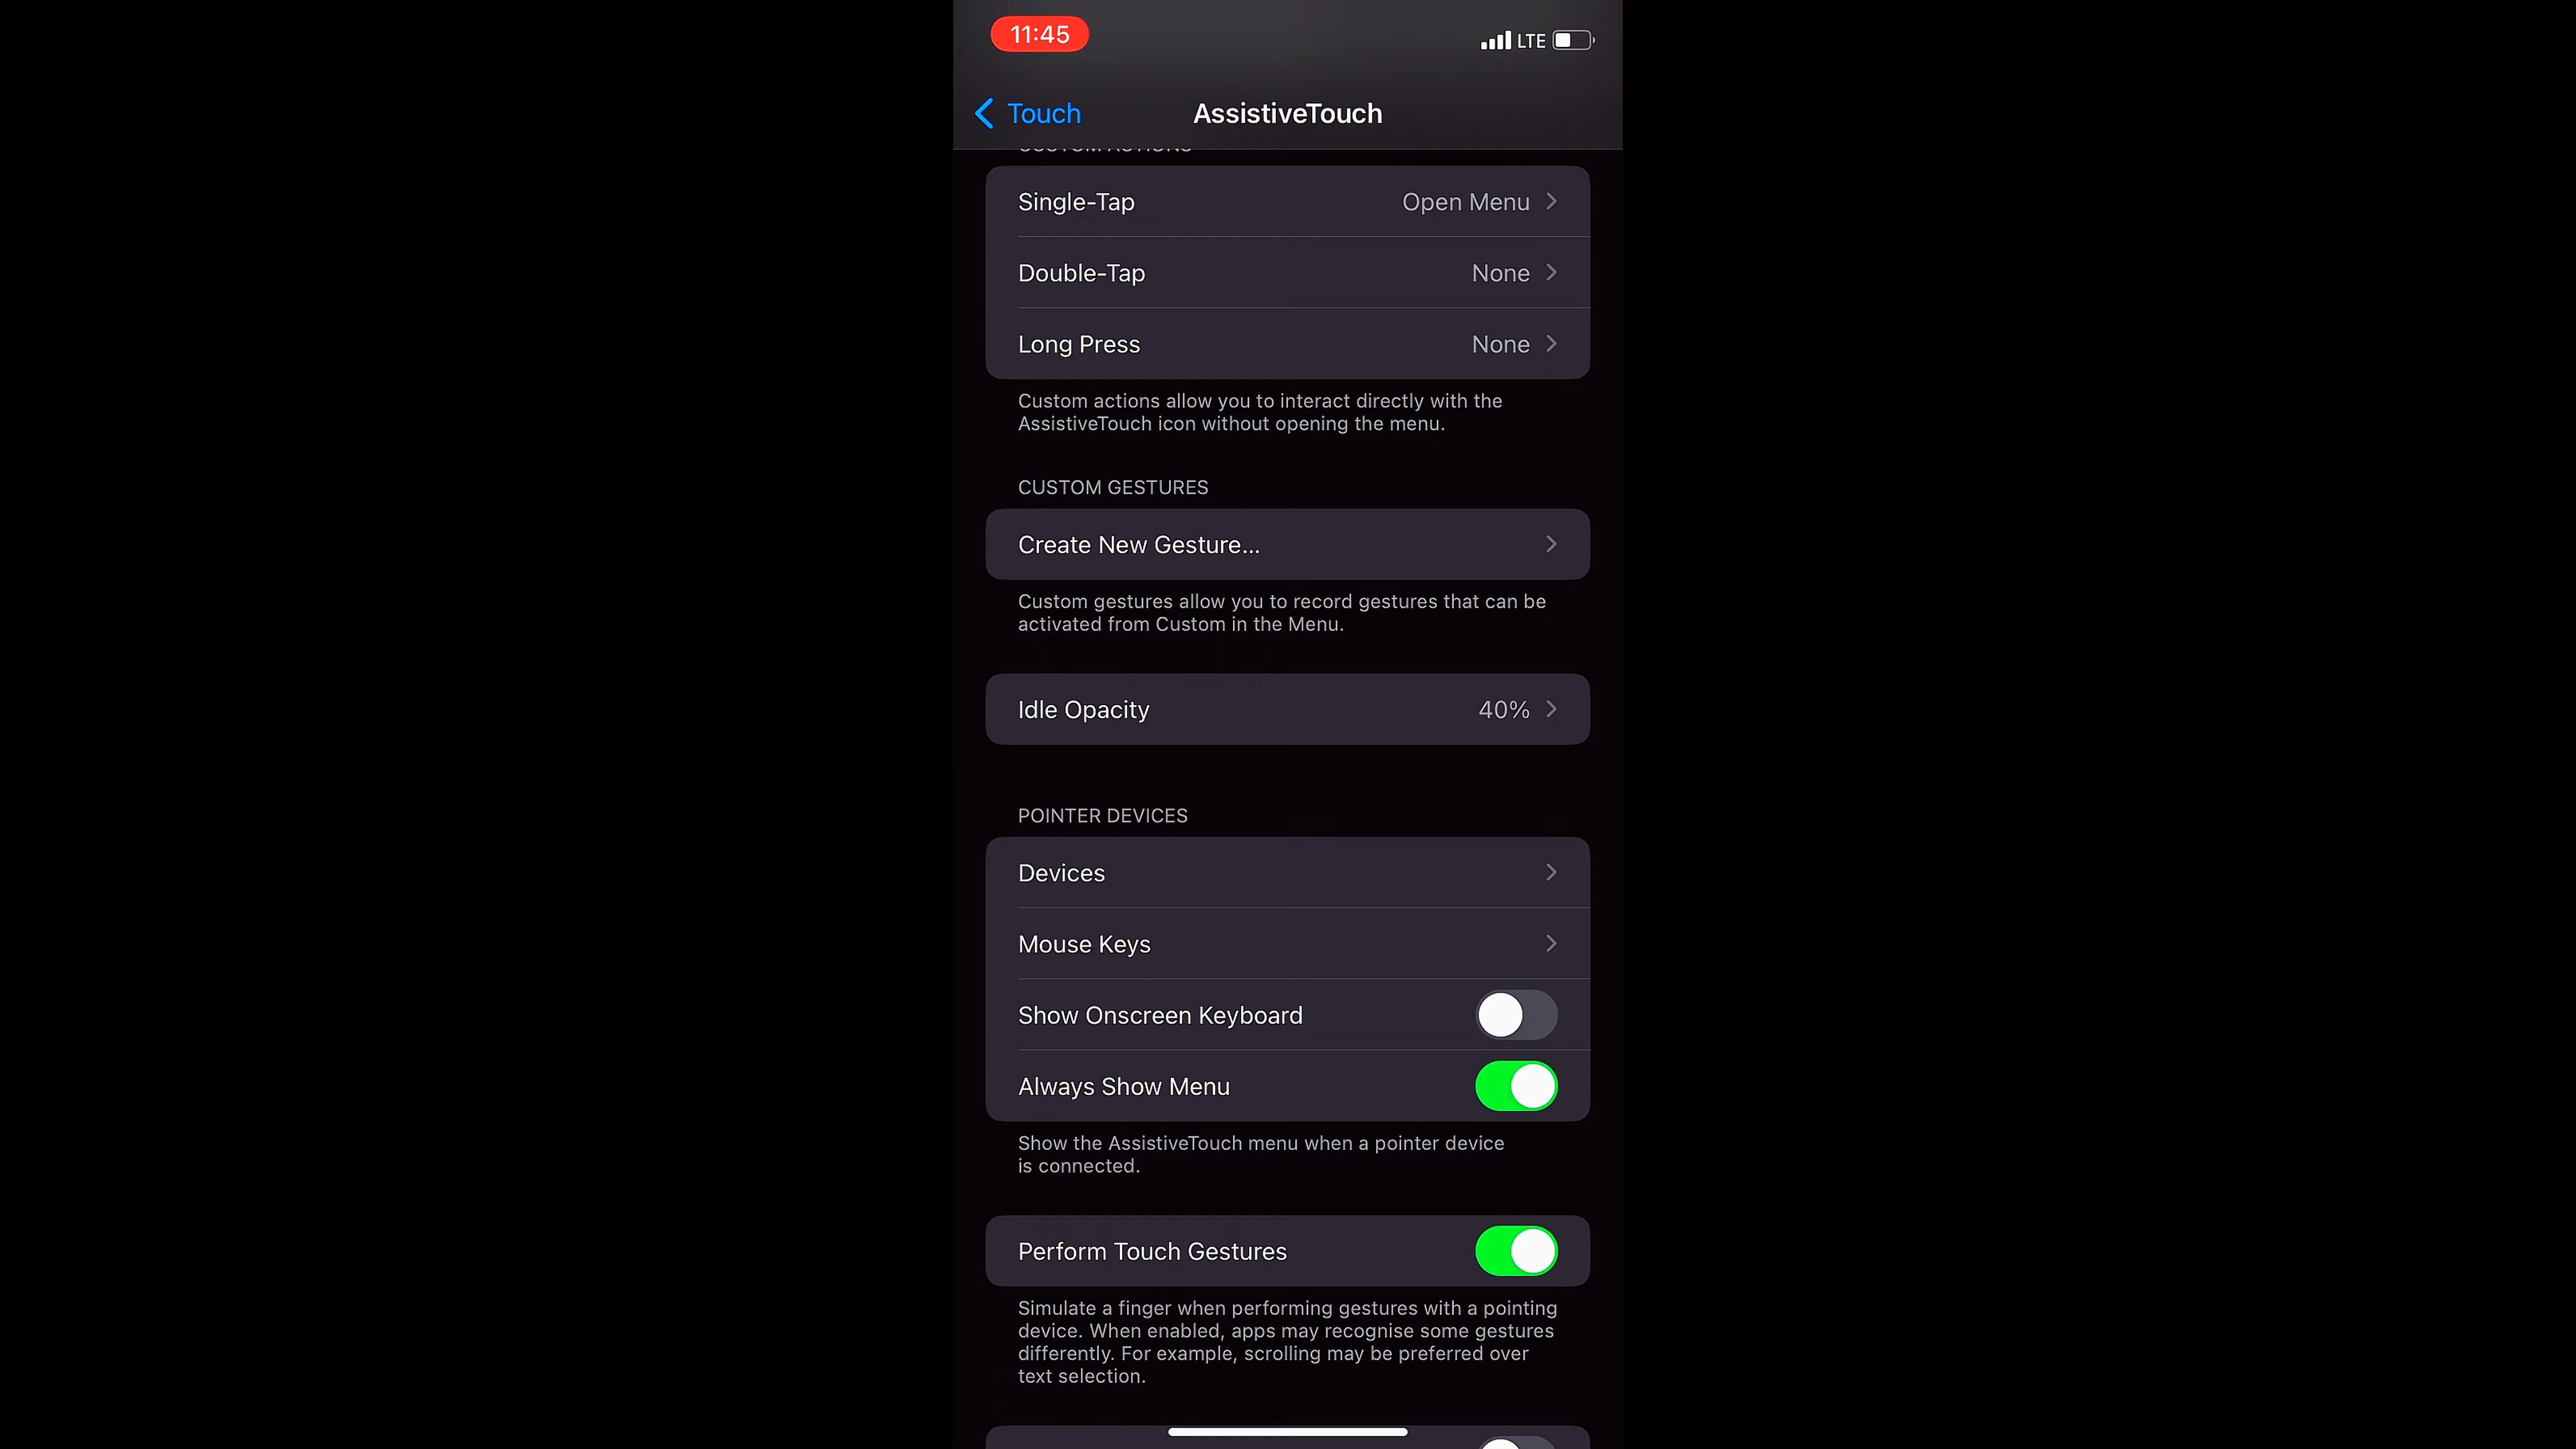 11:45
LTE
Touch
AssistiveTouch
CUSTOM ACTIONS
Single-Tap
Open Menu
Double-Tap
None
Long Press
None
Custom actions allow you to interact directly with the
AssistiveTouch icon without opening the menu.
CUSTOM GESTURES
Create New Gesture...
Custom gestures allow you to record gestures that can be
activated from Custom in the Menu.
Idle Opacity
40%
POINTER DEVICES
Devices
Mouse Keys
Show Onscreen Keyboard
Always Show Menu
Show the AssistiveTouch menu when a pointer device
is connected.
Perform Touch Gestures
Simulate a finger when performing gestures with a pointing
device. When enabled, apps may recognise some gestures
differently. For example, scrolling may be preferred over
text selection.